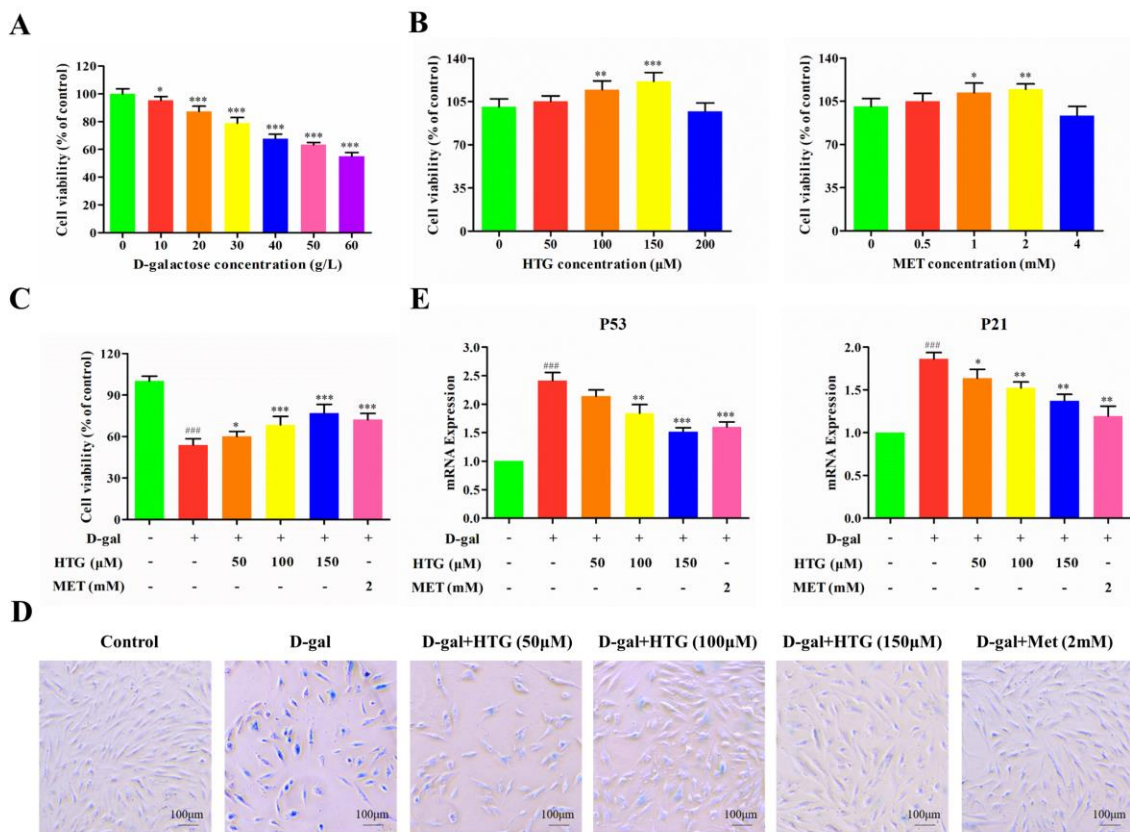 A
Cell viability (% of control)
120
100
80
60
40
20
0
* *** *** *** *** ***
0 10 20 30 40 50 60
D-galactose concentration (g/L)
B
Cell viability (% of control)
140
105
70
35
0
** ***
0 50 100 150 200
HTG concentration (μM)
Cell viability (% of control)
140
105
70
35
0
* **
0 0.5 1 2 4
MET concentration (mM)
C
Cell viability (% of control)
120
90
60
30
0
### * *** *** ***
D-gal - + + + + +
HTG (μM) - - 50 100 150 -
MET (mM) - - - - - 2
E
P53
mRNA Expression
3.0
2.5
2.0
1.5
1.0
0.5
0.0
### ** *** ***
D-gal - + + + + +
HTG (μM) - - 50 100 150 -
MET (mM) - - - - - 2
P21
mRNA Expression
2.0
1.5
1.0
0.5
0.0
### * ** ** **
- + + + + +
HTG (μM) - - 50 100 150 -
MET (mM) - - - - - 2
D
Control
D-gal
D-gal+HTG (50μM)
D-gal+HTG (100μM)
D-gal+HTG (150μM)
D-gal+Met (2mM)
100μm
100μm
100μm
100μm
100μm
100μm